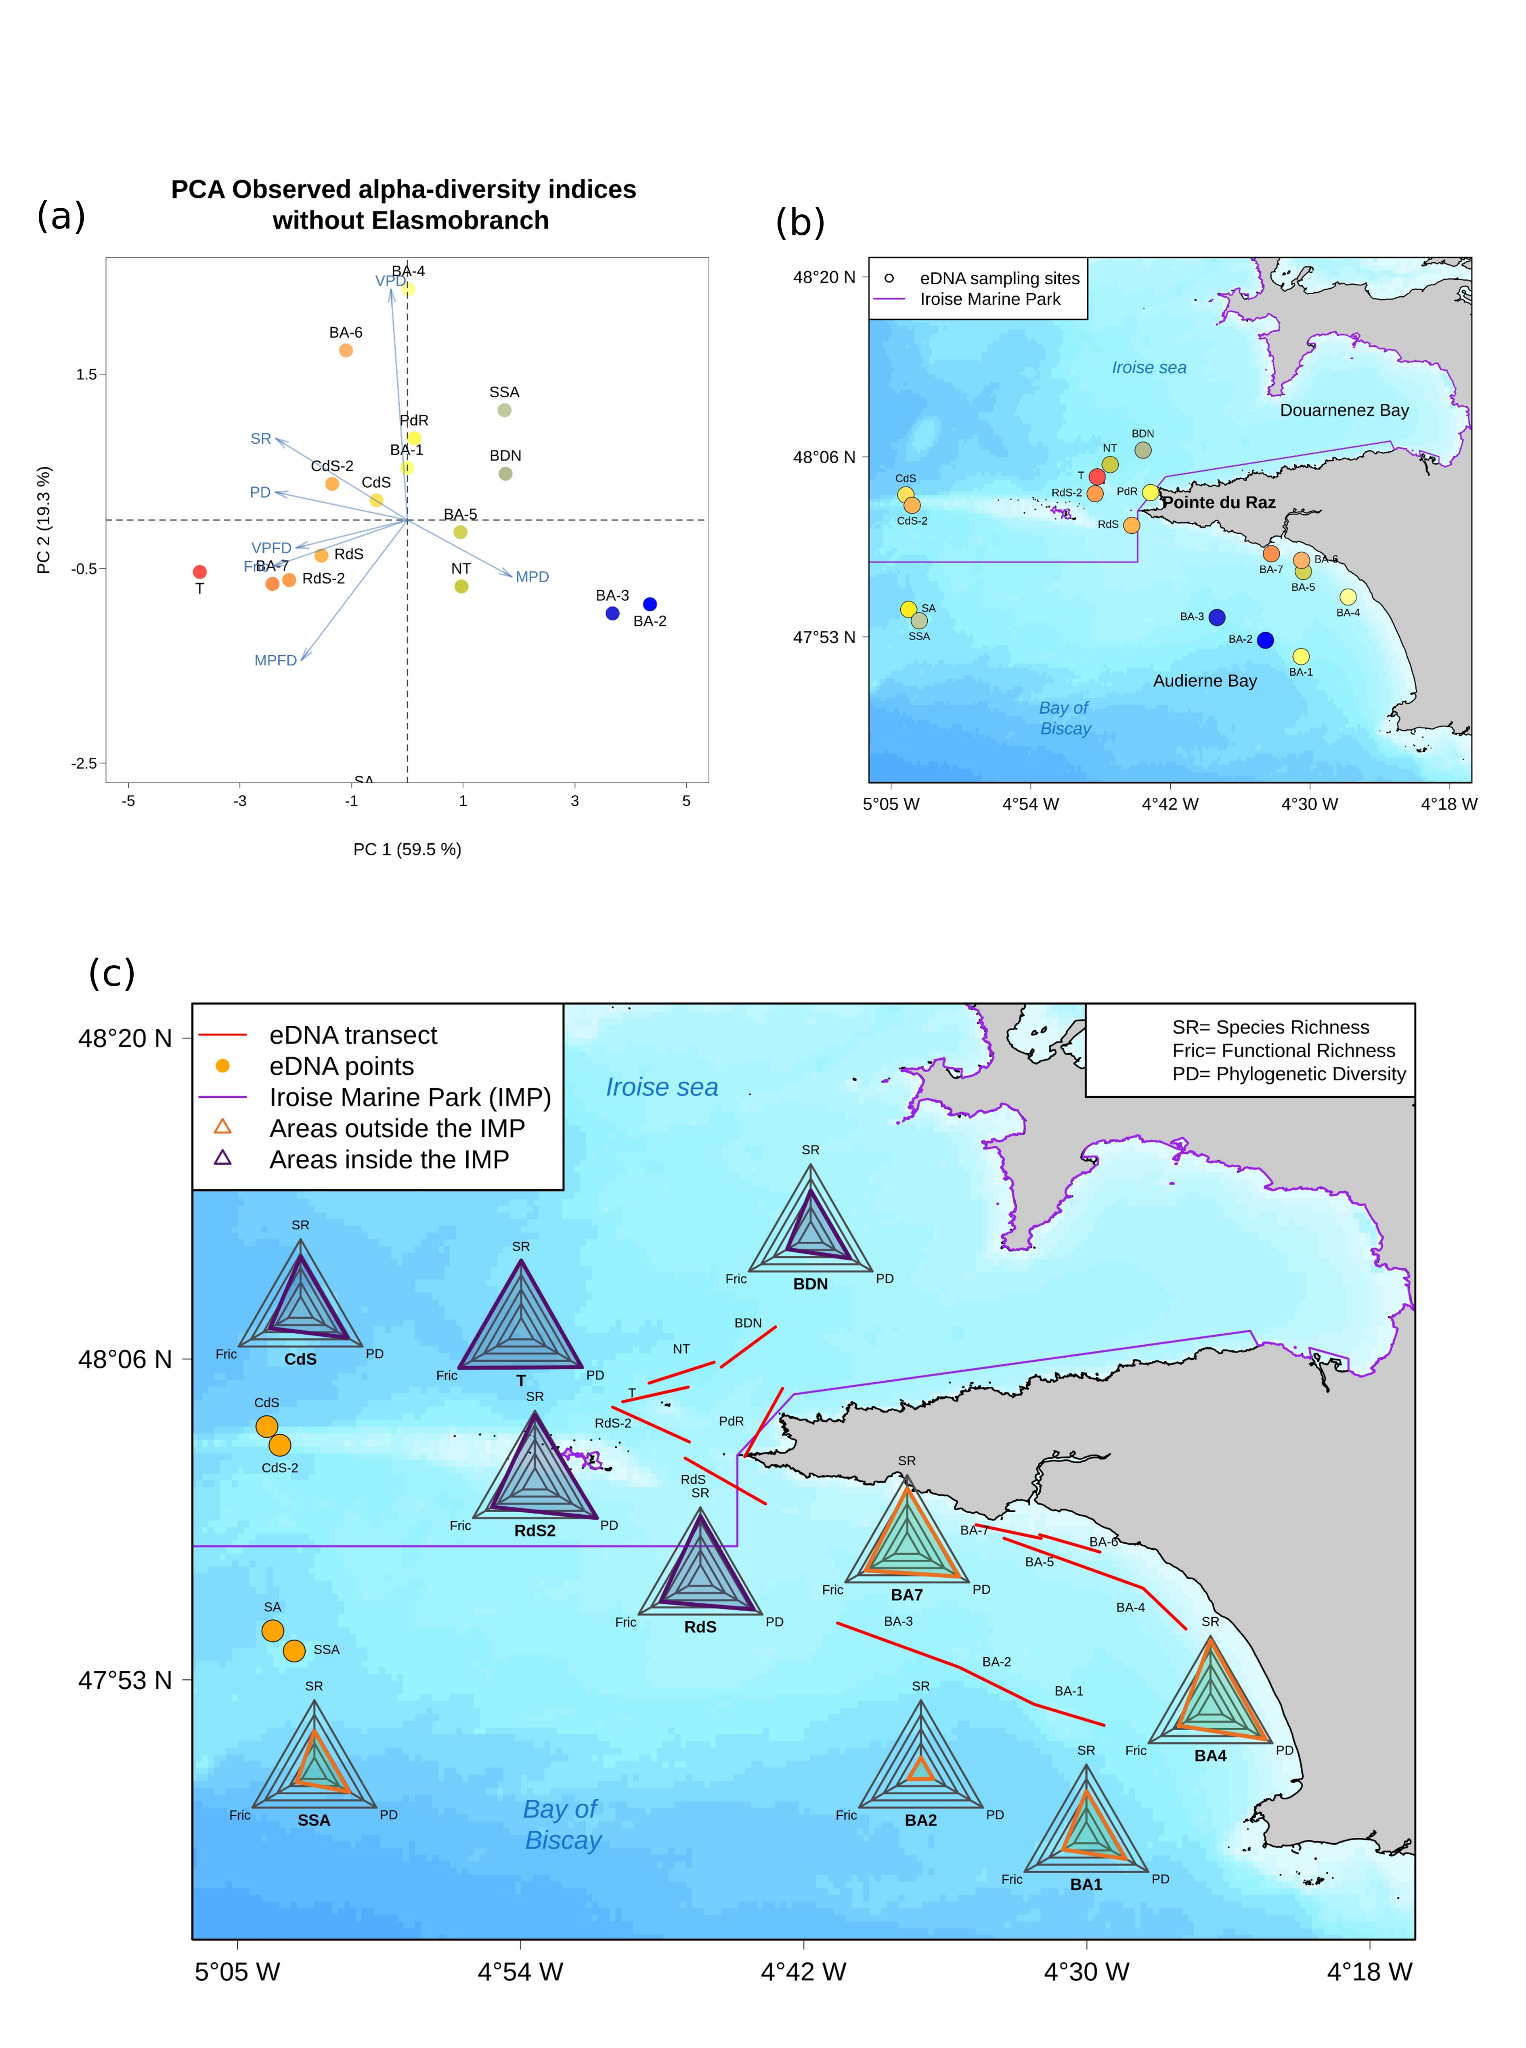 (a)
PCA Observed alpha-diversity indices
without Elasmobranch
BA-4
VPD
BA-6
1.5
SSA
PdR
SR
BA-1
BDN
CdS-2
CdS
PD
BA-5
VPFD
RdS
BA-7
-0.5
RdS-2
NT
MPD
T
BA-3
BA-2
MPFD
-2.5
SA
-5
-3
-1
1
3
5
PC 1 (59.5 %)
PC 2 (19.3 %)
(b)
48°20 N
eDNA sampling sites
Iroise Marine Park
Iroise sea
Douarnenez Bay
BDN
NT
48°06 N
T
CdS
RdS-2
PdR
Pointe du Raz
CdS-2
RdS
BA-6
BA-7
BA-5
SA
BA-4
BA-3
SSA
47°53 N
BA-2
BA-1
Audierne Bay
Bay of
Biscay
5°05 W
4°54 W
4°42 W
4°30 W
4°18 W
(c)
48°20 N
eDNA transect
eDNA points
Iroise Marine Park (IMP)
Areas outside the IMP
Areas inside the IMP
SR= Species Richness
Fric= Functional Richness
PD= Phylogenetic Diversity
Iroise sea
SR
Fric
PD
BDN
SR
Fric
PD
CdS
SR
Fric
PD
T
BDN
NT
48°06 N
T
RdS-2
PdR
CdS
CdS-2
SR
Fric
PD
RdS2
RdS
SR
Fric
PD
RdS
SR
Fric
PD
BA7
BA-7
BA-6
BA-5
BA-4
BA-3
BA-2
BA-1
SA
SSA
47°53 N
SR
Fric
PD
BA4
SR
Fric
PD
SSA
SR
Fric
PD
BA2
SR
Fric
PD
BA1
Bay of
Biscay
5°05 W
4°54 W
4°42 W
4°30 W
4°18 W